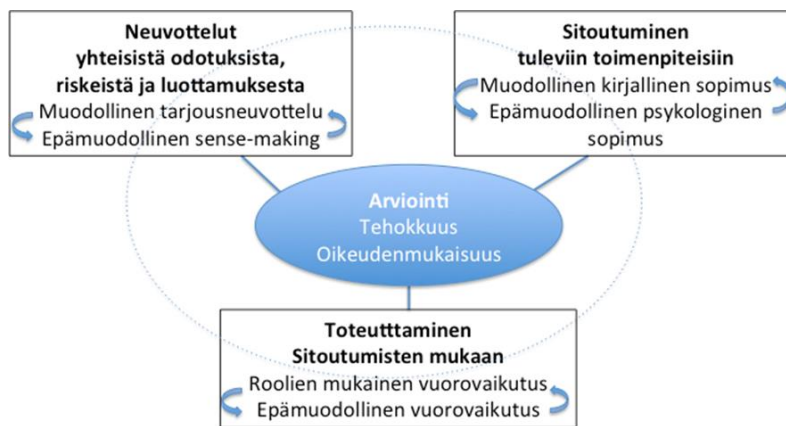 Neuvottelut
yhteisistä odotuksista,
riskeistä ja luottamuksesta
Muodollinen tarjousneuvottelu
Epämuodollinen sense-making
Sitoutuminen
tuleviin toimenpiteisiin
Muodollinen kirjallinen sopimus
Epämuodollinen psykologinen
sopimus
Arviointi
Tehokkuus
Oikeudenmukaisuus
Toteutttaminen
Sitoutumisten mukaan
Roolien mukainen vuorovaikutus
Epämuodollinen vuorovaikutus